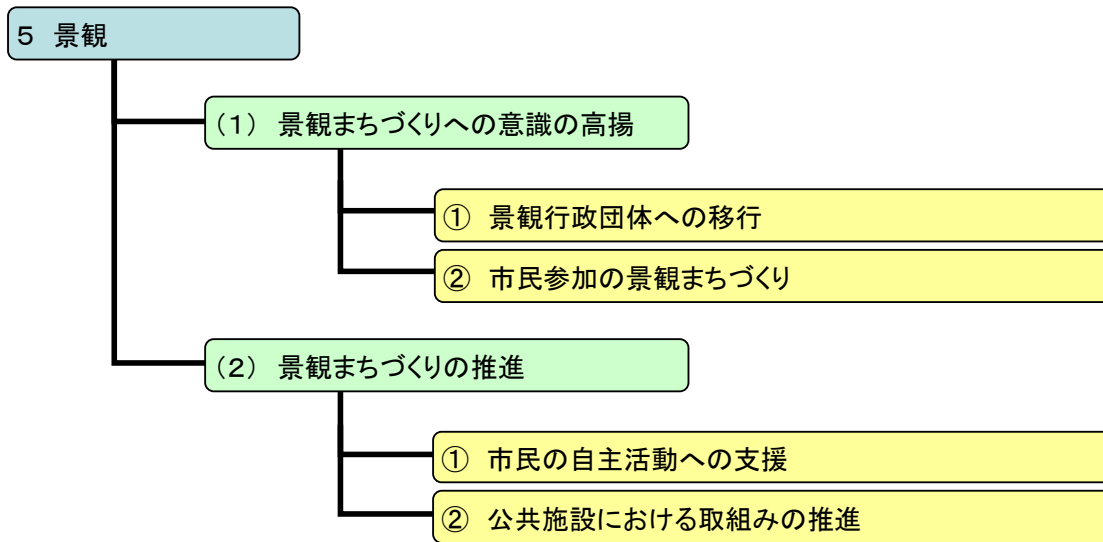 ５ 景観
（１） 景観まちづくりへの意識の高揚
① 景観行政団体への移行
② 市民参加の景観まちづくり
（２） 景観まちづくりの推進
① 市民の自主活動への支援
② 公共施設における取組みの推進